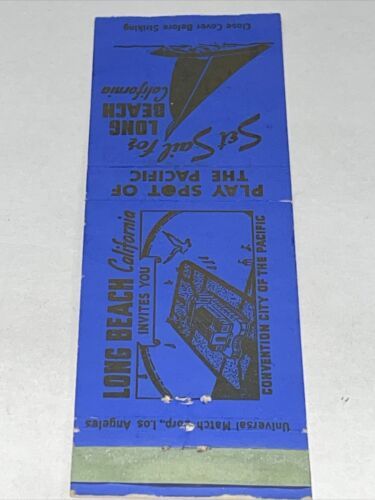 Close Cover Before Striking
Set Sail for
LONG
BEACH
California
PLAY SPOT OF
THE PACIFIC
LONG BEACH California
INVITES YOU
CONVENTION CITY OF THE PACIFIC
Universal Match Corp., Los Angeles